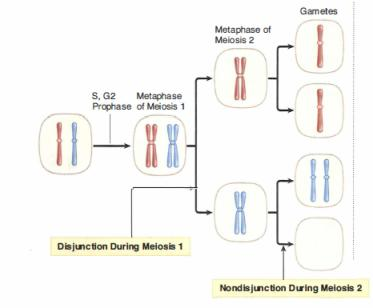 Gametes
Metaphase of
Meiosis 2
S, G2
Prophase
Metaphase
of Meiosis 1
Disjunction During Meiosis 1
Nondisjunction During Meiosis 2